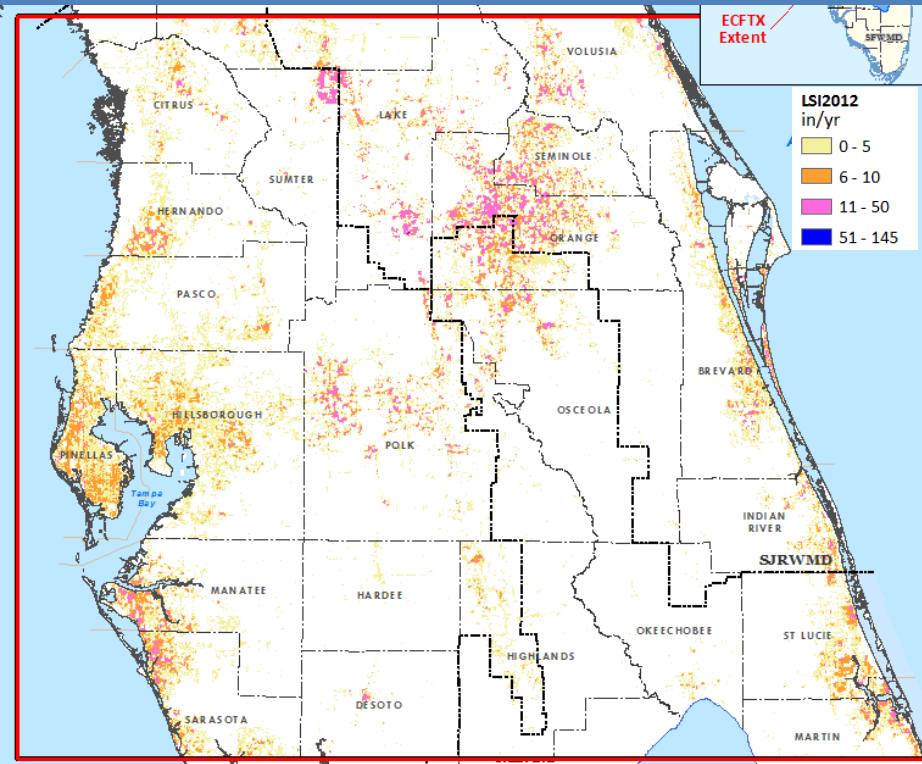 ECFTX
Extent
SFWMD
LSI2012
in/yr
0 - 5
6 - 10
11 - 50
51 - 145
VOLUSIA
CITRUS
LAKE
SEMINOLE
SUMTER
HERNANDO
ORANGE
PASCO
BREVARD
HILLSBOROUGH
OSCEOLA
POLK
PINELLAS
Tampa
Bay
INDIAN
RIVER
SJRWMD
MANATEE
HARDEE
OKEECHOBEE
ST LUCIE
HIGHLANDS
DESOTO
SARASOTA
MARTIN